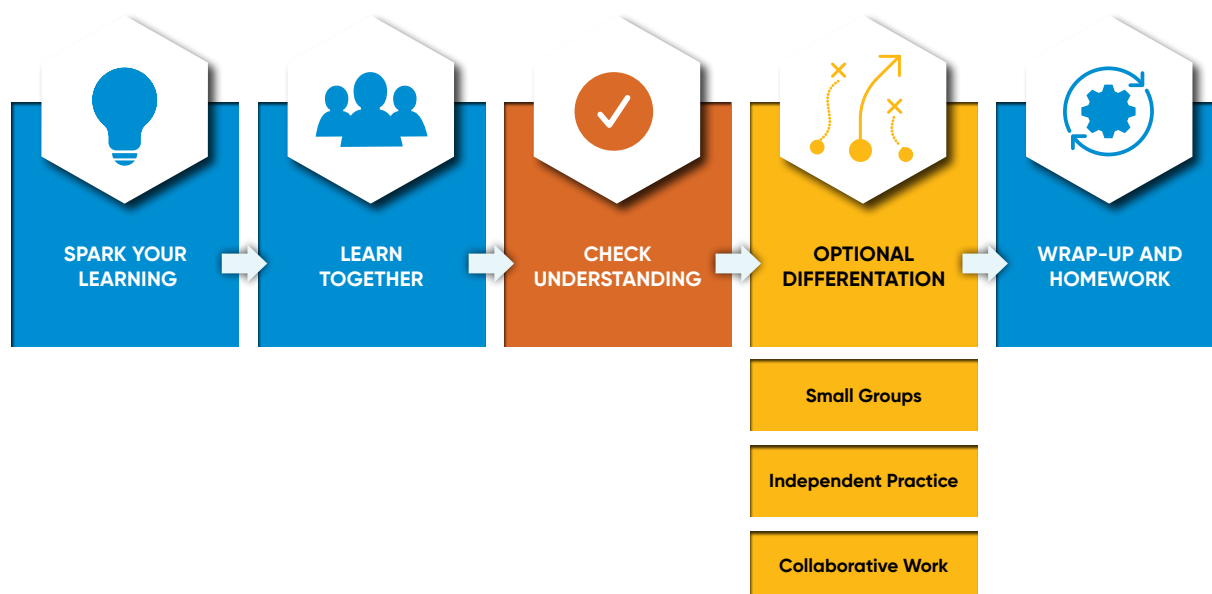 SPARK YOUR
LEARNING
LEARN
TOGETHER
CHECK
UNDERSTANDING
OPTIONAL
DIFFERENTATION
WRAP-UP AND
HOMEWORK
Small Groups
Independent Practice
Collaborative Work